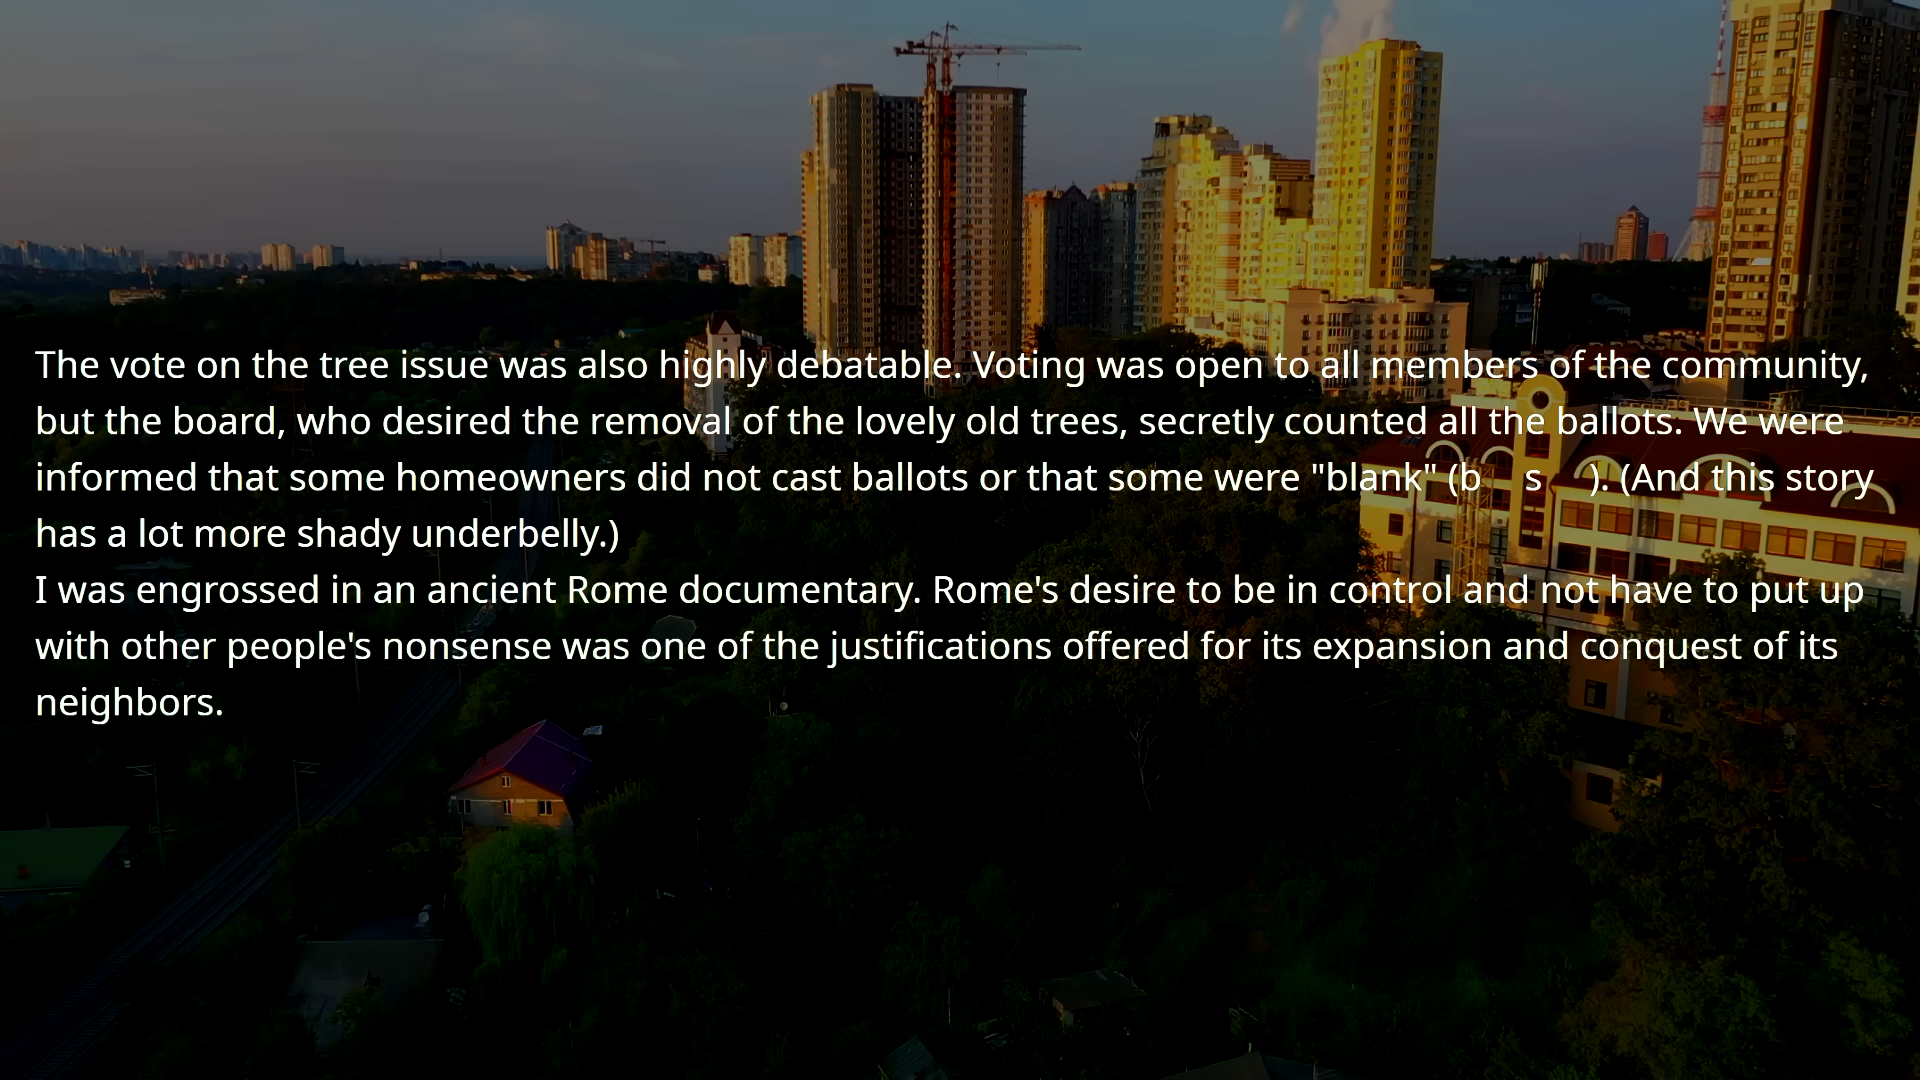 The vote on the tree issue was also highly debatable. Voting was open to all members of the community,
but the board, who desired the removal of the lovely old trees, secretly counted all the ballots. We were
informed that some homeowners did not cast ballots or that some were "blank" (b s ). (And this story
has a lot more shady underbelly.)
I was engrossed in an ancient Rome documentary. Rome's desire to be in control and not have to put up
with other people's nonsense was one of the justifications offered for its expansion and conquest of its
neighbors.